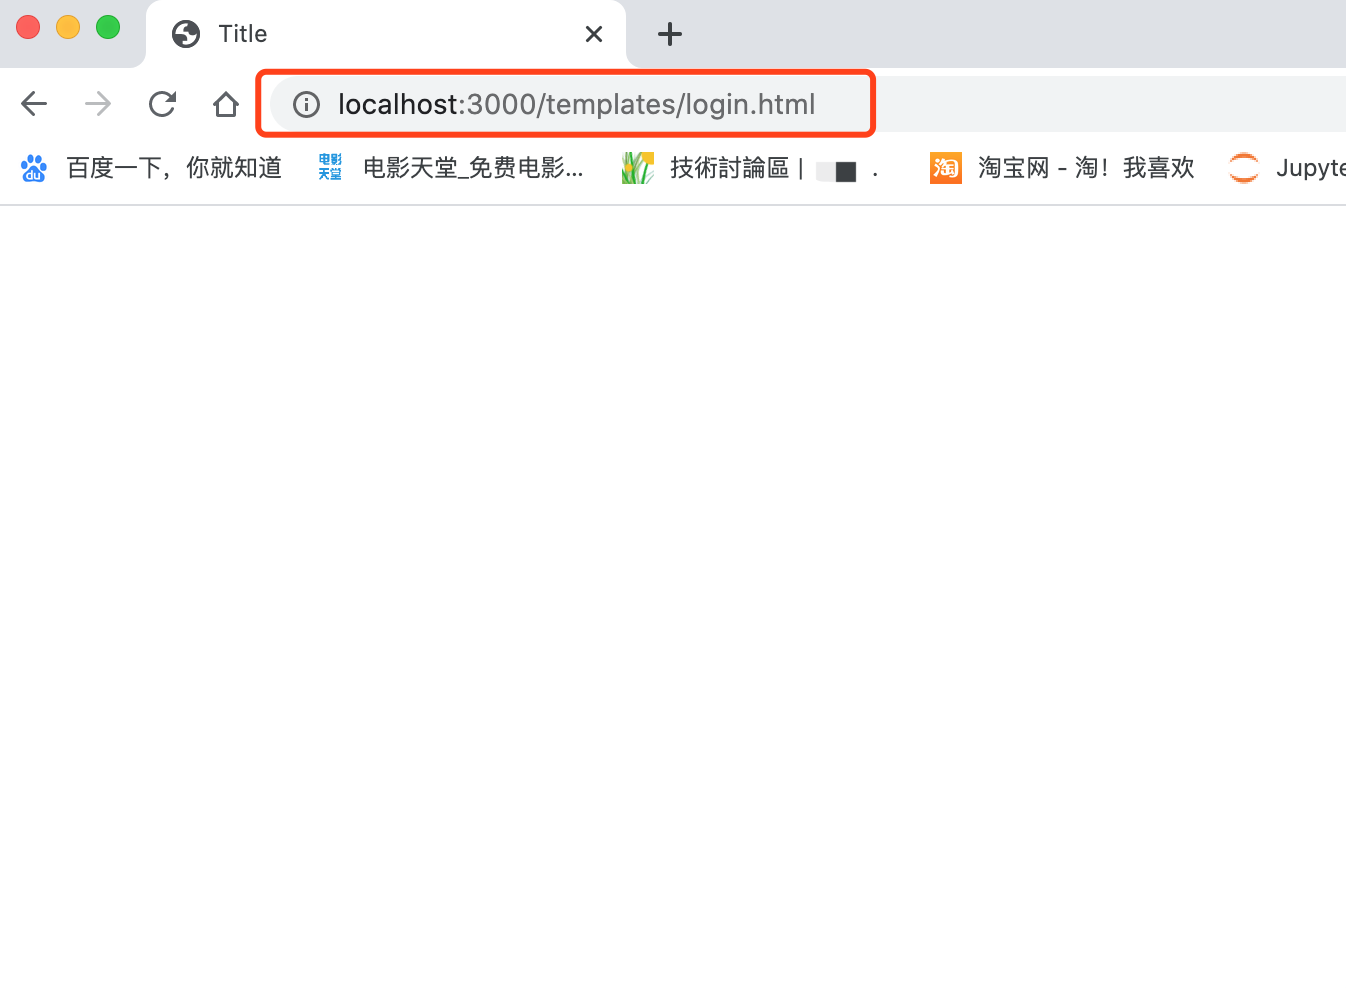 Title
localhost:3000/templates/login.html
du 百度一下，你就知道 电影天堂 电影天堂_免费电影... 技術討論區 | . 淘 淘宝网 - 淘！我喜欢 Jupyte